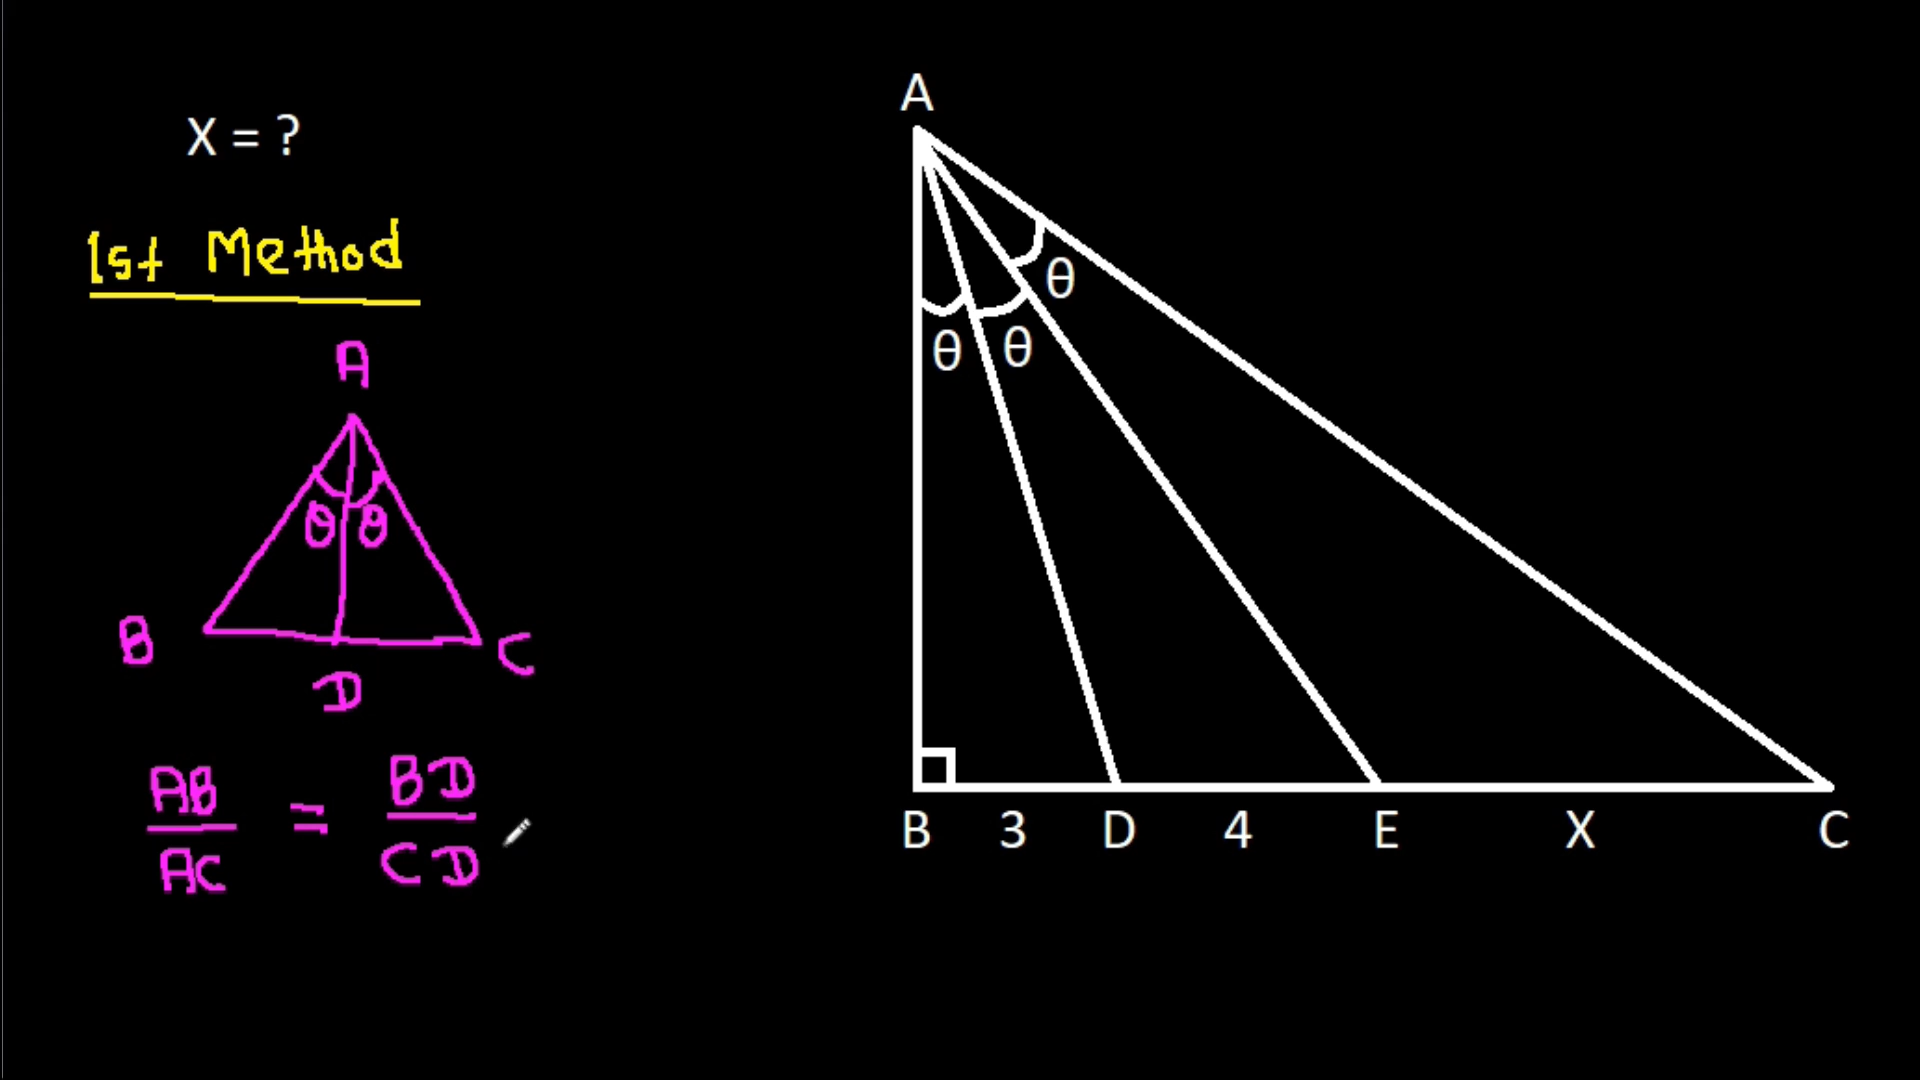 X = ?
1st Method
A
θ θ
B
C
D
AB/AC = BD/CD
A
θ
θ θ
B 3 D 4 E X C